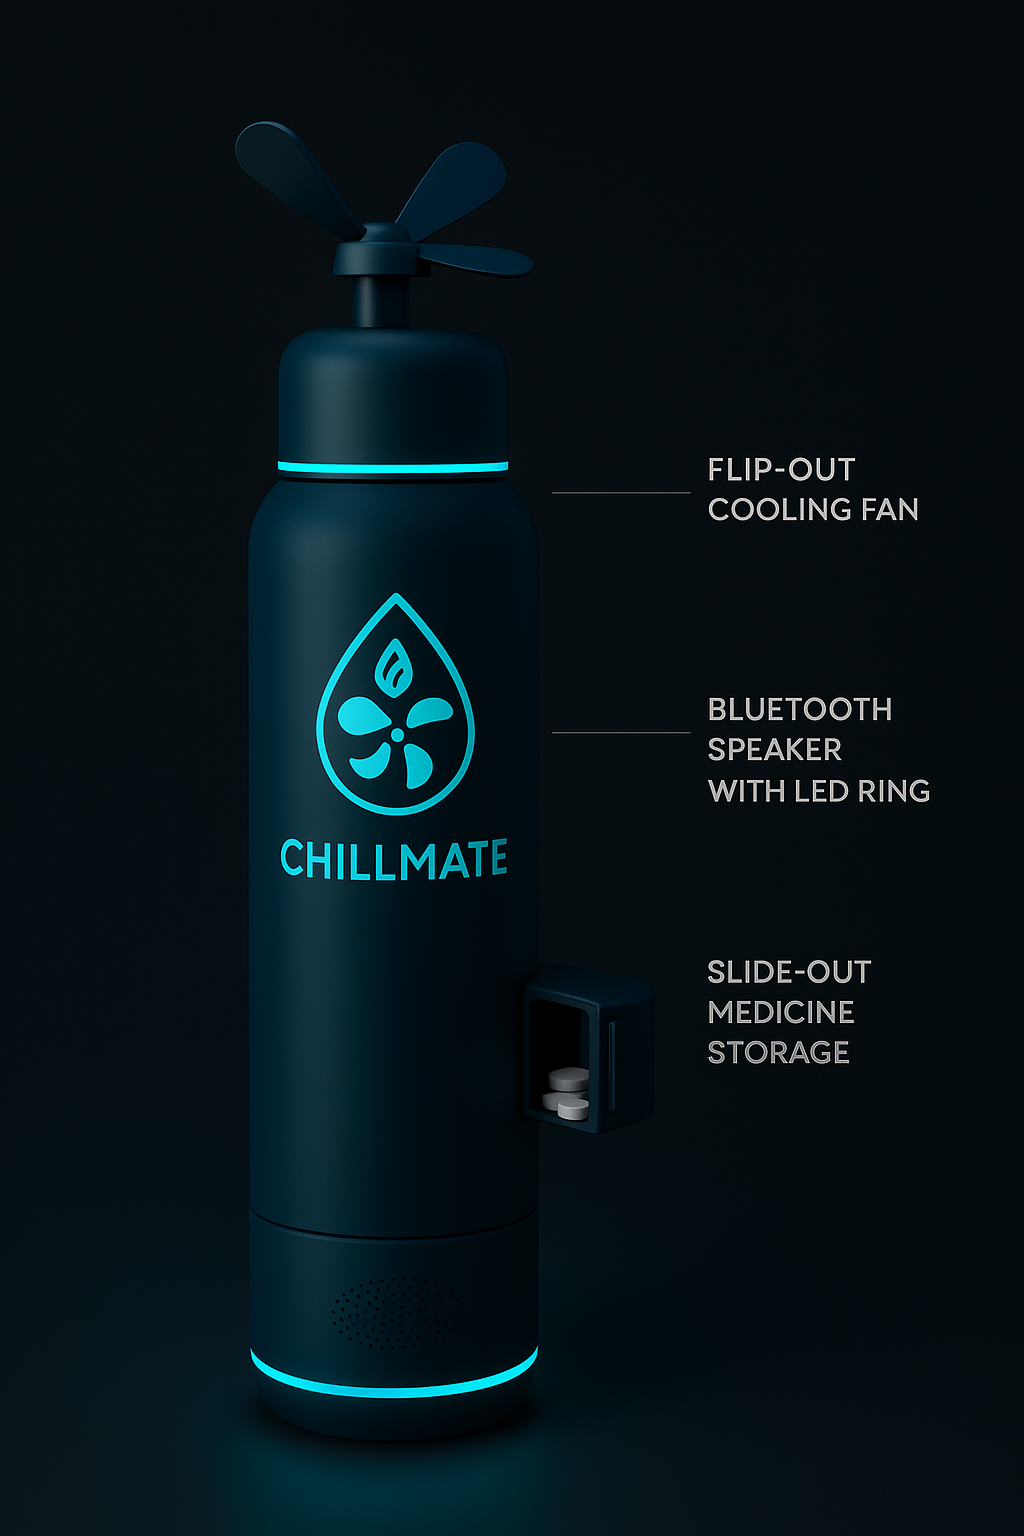 FLIP-OUT
COOLING FAN
BLUETOOTH
SPEAKER
WITH LED RING
CHILLMATE
SLIDE-OUT
MEDICINE
STORAGE